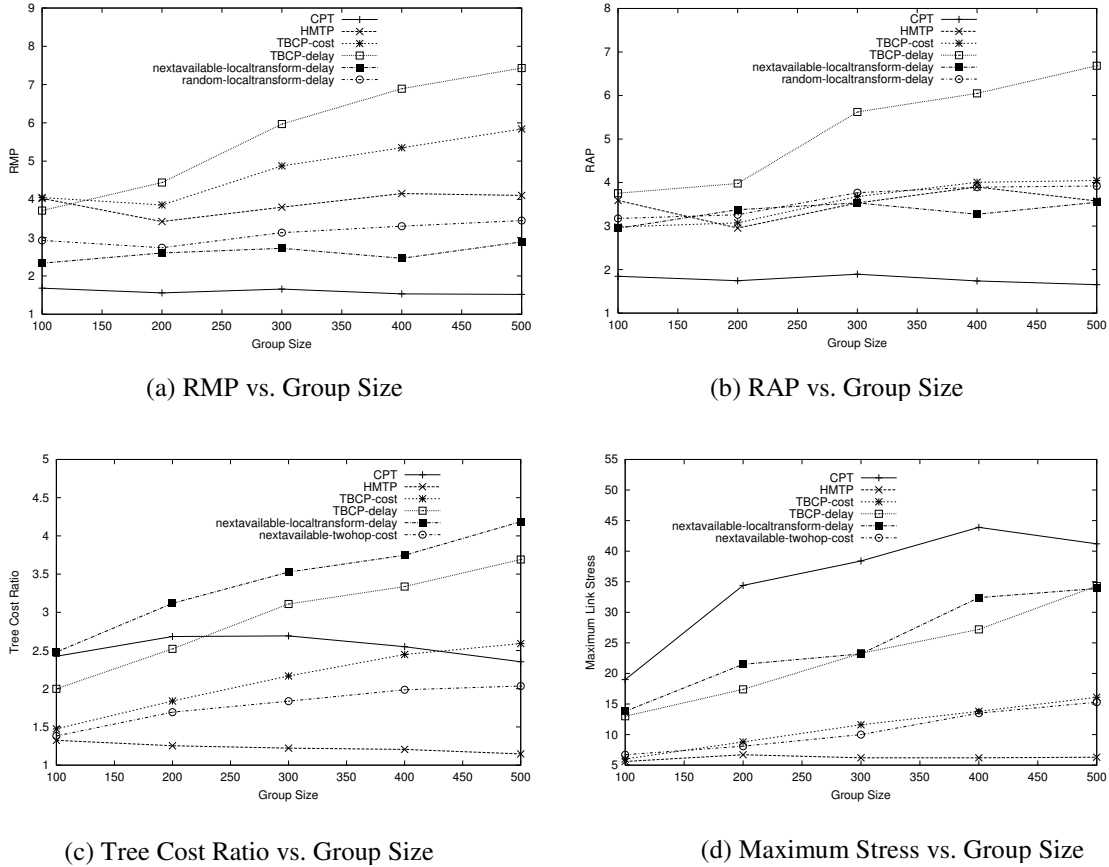 9
8
7
6
5
4
3
2
1
RMP
100 150 200 250 300 350 400 450 500
Group Size
CPT
HMTP
TBCP-cost
TBCP-delay
nextavailable-localtransform-delay
random-localtransform-delay
(a) RMP vs. Group Size
8
7
6
5
4
3
2
1
RAP
100 150 200 250 300 350 400 450 500
Group Size
CPT
HMTP
TBCP-cost
TBCP-delay
nextavailable-localtransform-delay
random-localtransform-delay
(b) RAP vs. Group Size
5
4.5
4
3.5
3
2.5
2
1.5
1
Tree Cost Ratio
100 150 200 250 300 350 400 450 500
Group Size
CPT
HMTP
TBCP-cost
TBCP-delay
nextavailable-localtransform-delay
nextavailable-twohop-cost
(c) Tree Cost Ratio vs. Group Size
55
50
45
40
35
30
25
20
15
10
5
Maximum Link Stress
100 150 200 250 300 350 400 450 500
Group Size
CPT
HMTP
TBCP-cost
TBCP-delay
nextavailable-localtransform-delay
nextavailable-twohop-cost
(d) Maximum Stress vs. Group Size